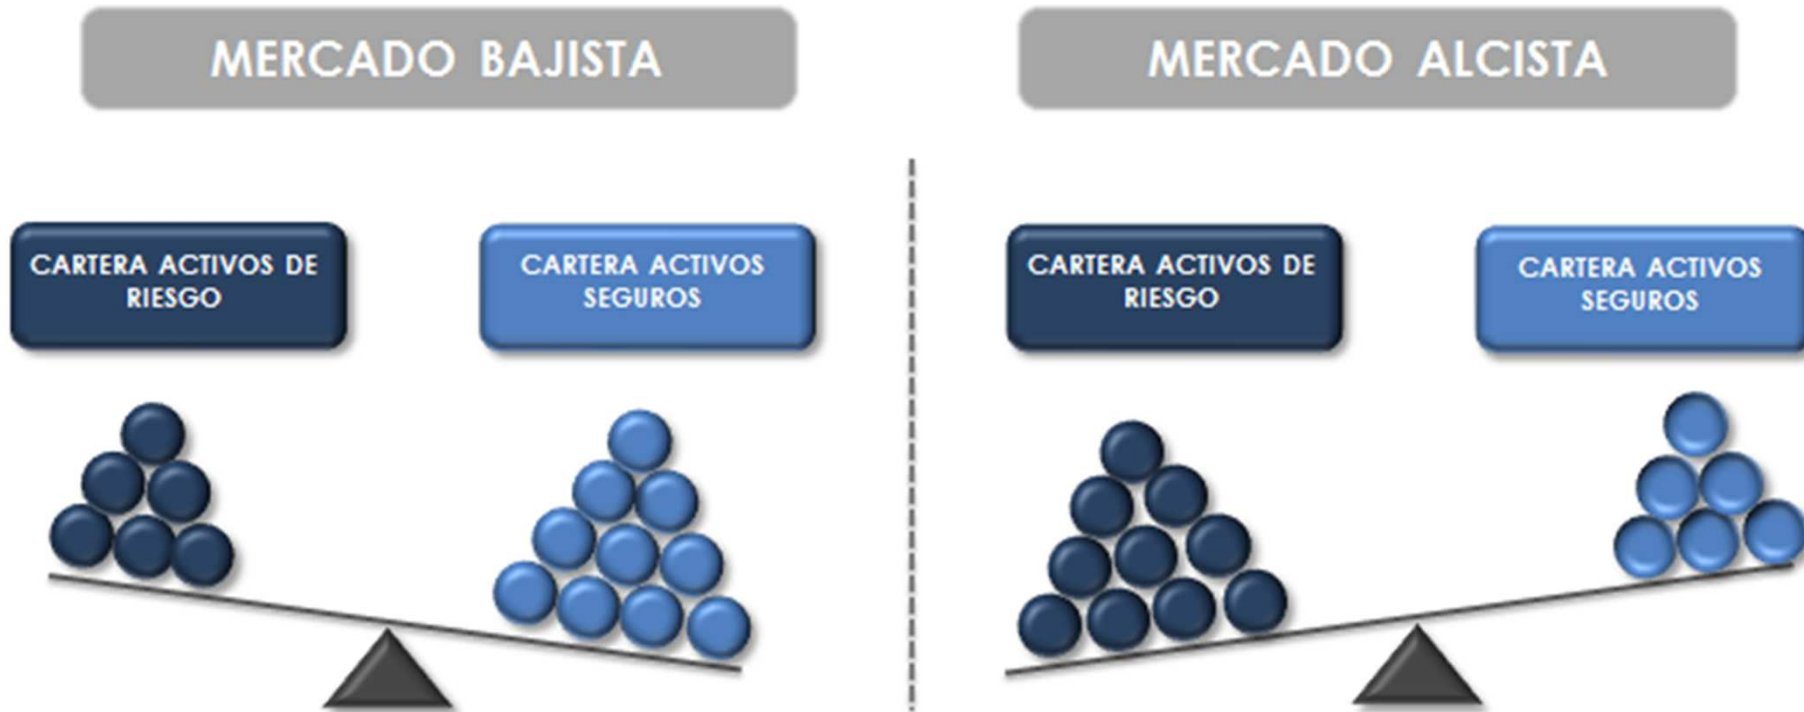 MERCADO BAJISTA
MERCADO ALCISTA
CARTERA ACTIVOS DE
RIESGO
CARTERA ACTIVOS
SEGUROS
CARTERA ACTIVOS DE
RIESGO
CARTERA ACTIVOS
SEGUROS